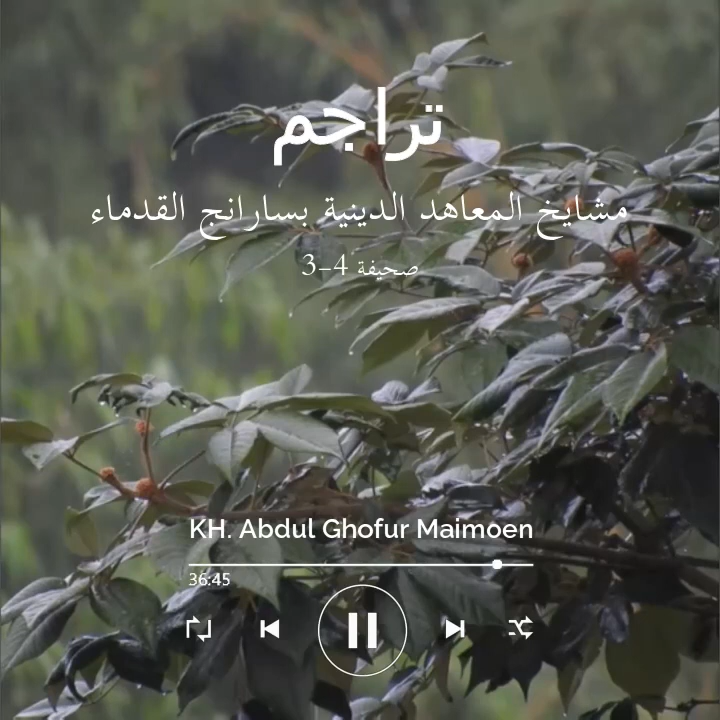 تراجم
مشايخ المعاهد الدينية بسارانج القدماء
صحيفة 4-3
KH. Abdul Ghofur Maimoen
36:45